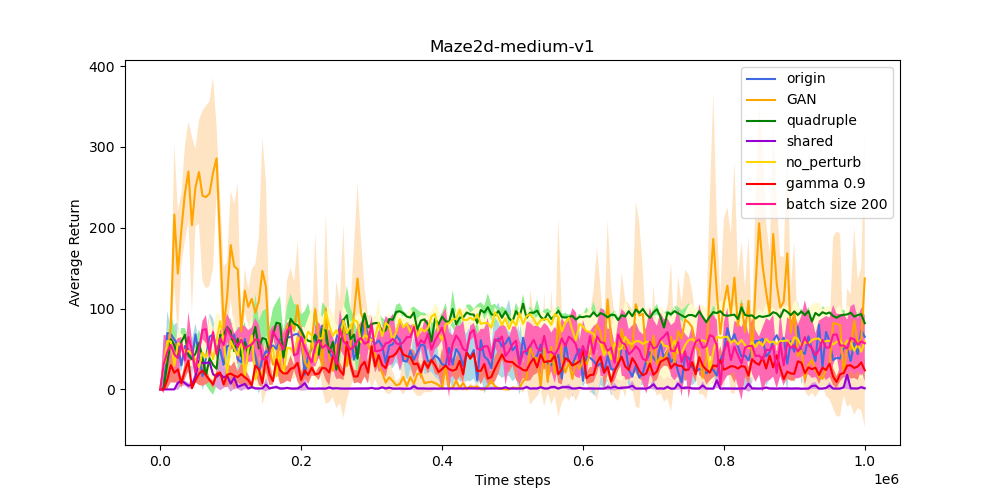 Maze2d-medium-v1
400
300
200
100
0
Average Return
origin
GAN
quadruple
shared
no_perturb
gamma 0.9
batch size 200
0.0 0.2 0.4 0.6 0.8 1.0
1e6
Time steps